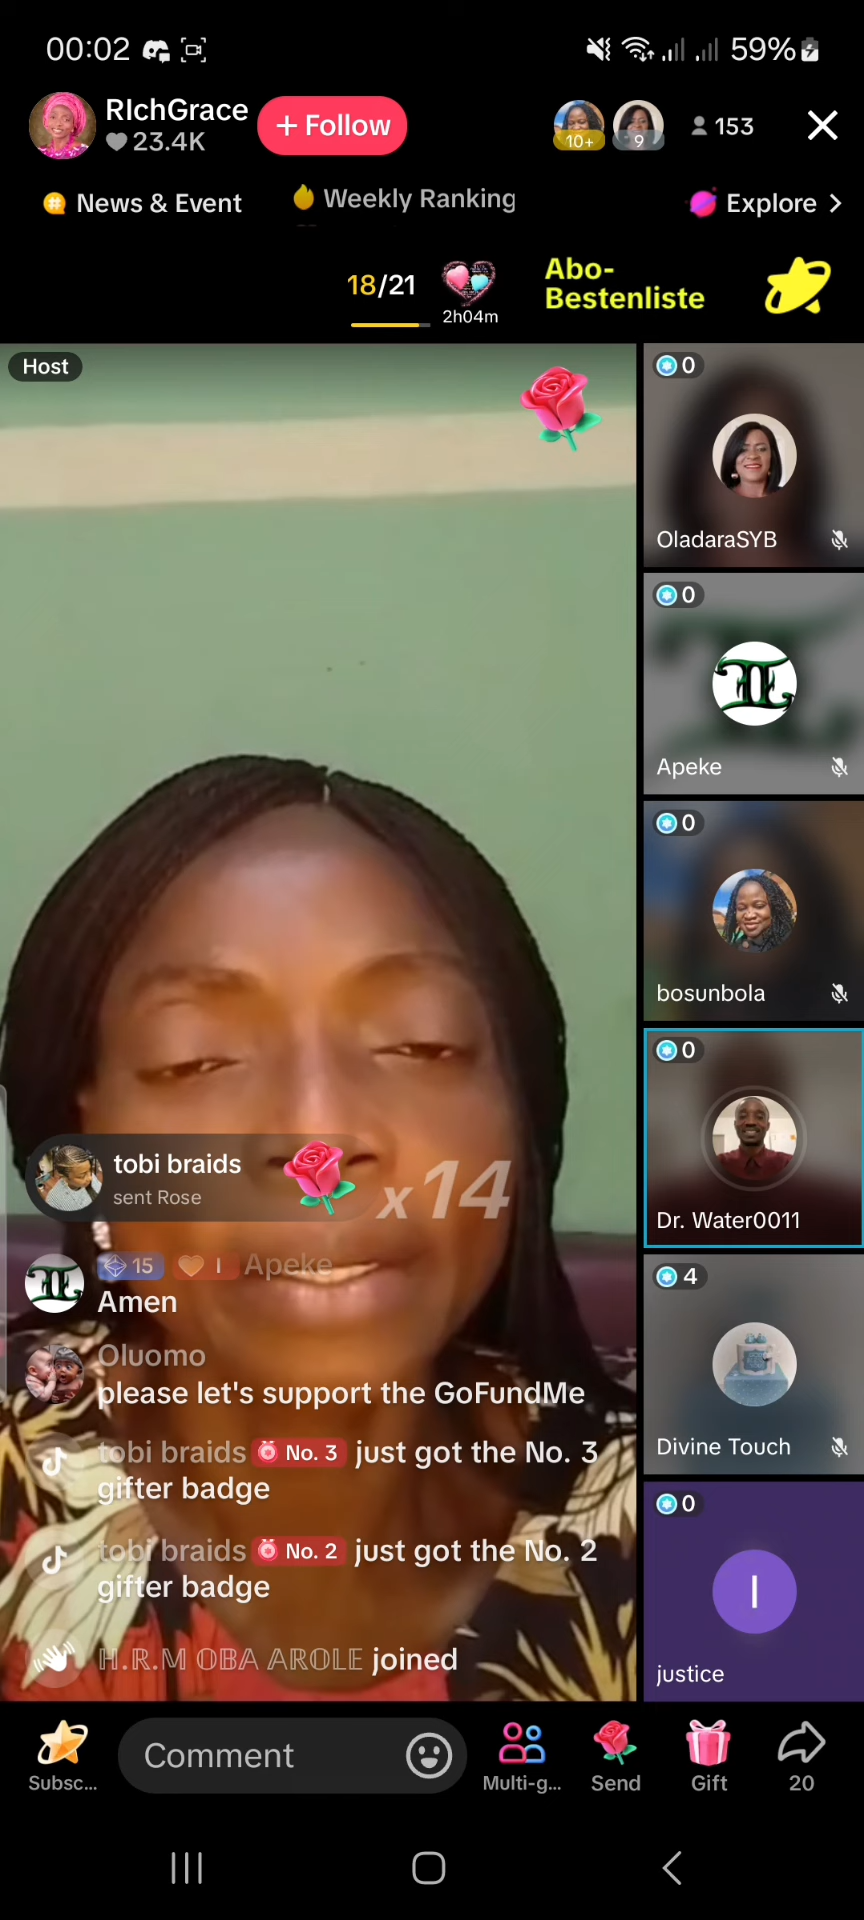 00:02
59%
RIchGrace
23.4K
+ Follow
10+
9
153
News & Event
Weekly Ranking
Explore >
18/21
2h04m
Abo-
Bestenliste
Host
0
OladaraSYB
0
Apeke
0
bosunbola
0
Dr. Water0011
4
Divine Touch
0
I
justice
tobi braids
sent Rose
x14
15 I Apeke
Amen
Oluomo
please let's support the GoFundMe
tobi braids No. 3 just got the No. 3
gifter badge
tobi braids No. 2 just got the No. 2
gifter badge
ℍ.ℝ.𝕄 𝕆𝔹𝔸 𝔸ℝ𝕆𝕃𝔼 joined
Subsc...
Comment
Multi-g...
Send
Gift
20